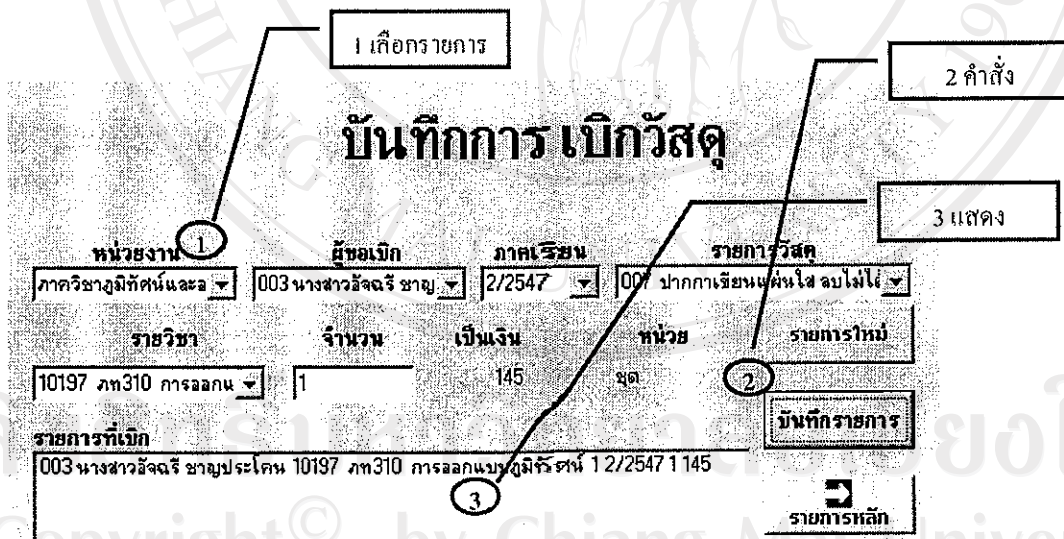 1 เลือกรายการ
2 คำสั่ง
บันทึกการเบิกวัสดุ
3 แสดง
1
หน่วยงาน ผู้ขอเบิก ภาคเรียน รายการวัสดุ
ภาควิชาภูมิทัศน์และอ 003 นางสาวอัจฉรี ชาญ 2/2547 007 ปากกาเขียนแผ่นใส ลบไม่ได้
รายวิชา จำนวน เป็นเงิน หน่วย รายการใหม่
10197 ภท310 การออกแ 1 145 ชุด 2
บันทึกรายการ
รายการที่เบิก
003 นางสาวอัจฉรี ชาญประโคน 10197 ภท310 การออกแบบภูมิทัศน์ 1 2/2547 1 145
3
รายการหลัก
Copyright © by Chiang Mai Unive